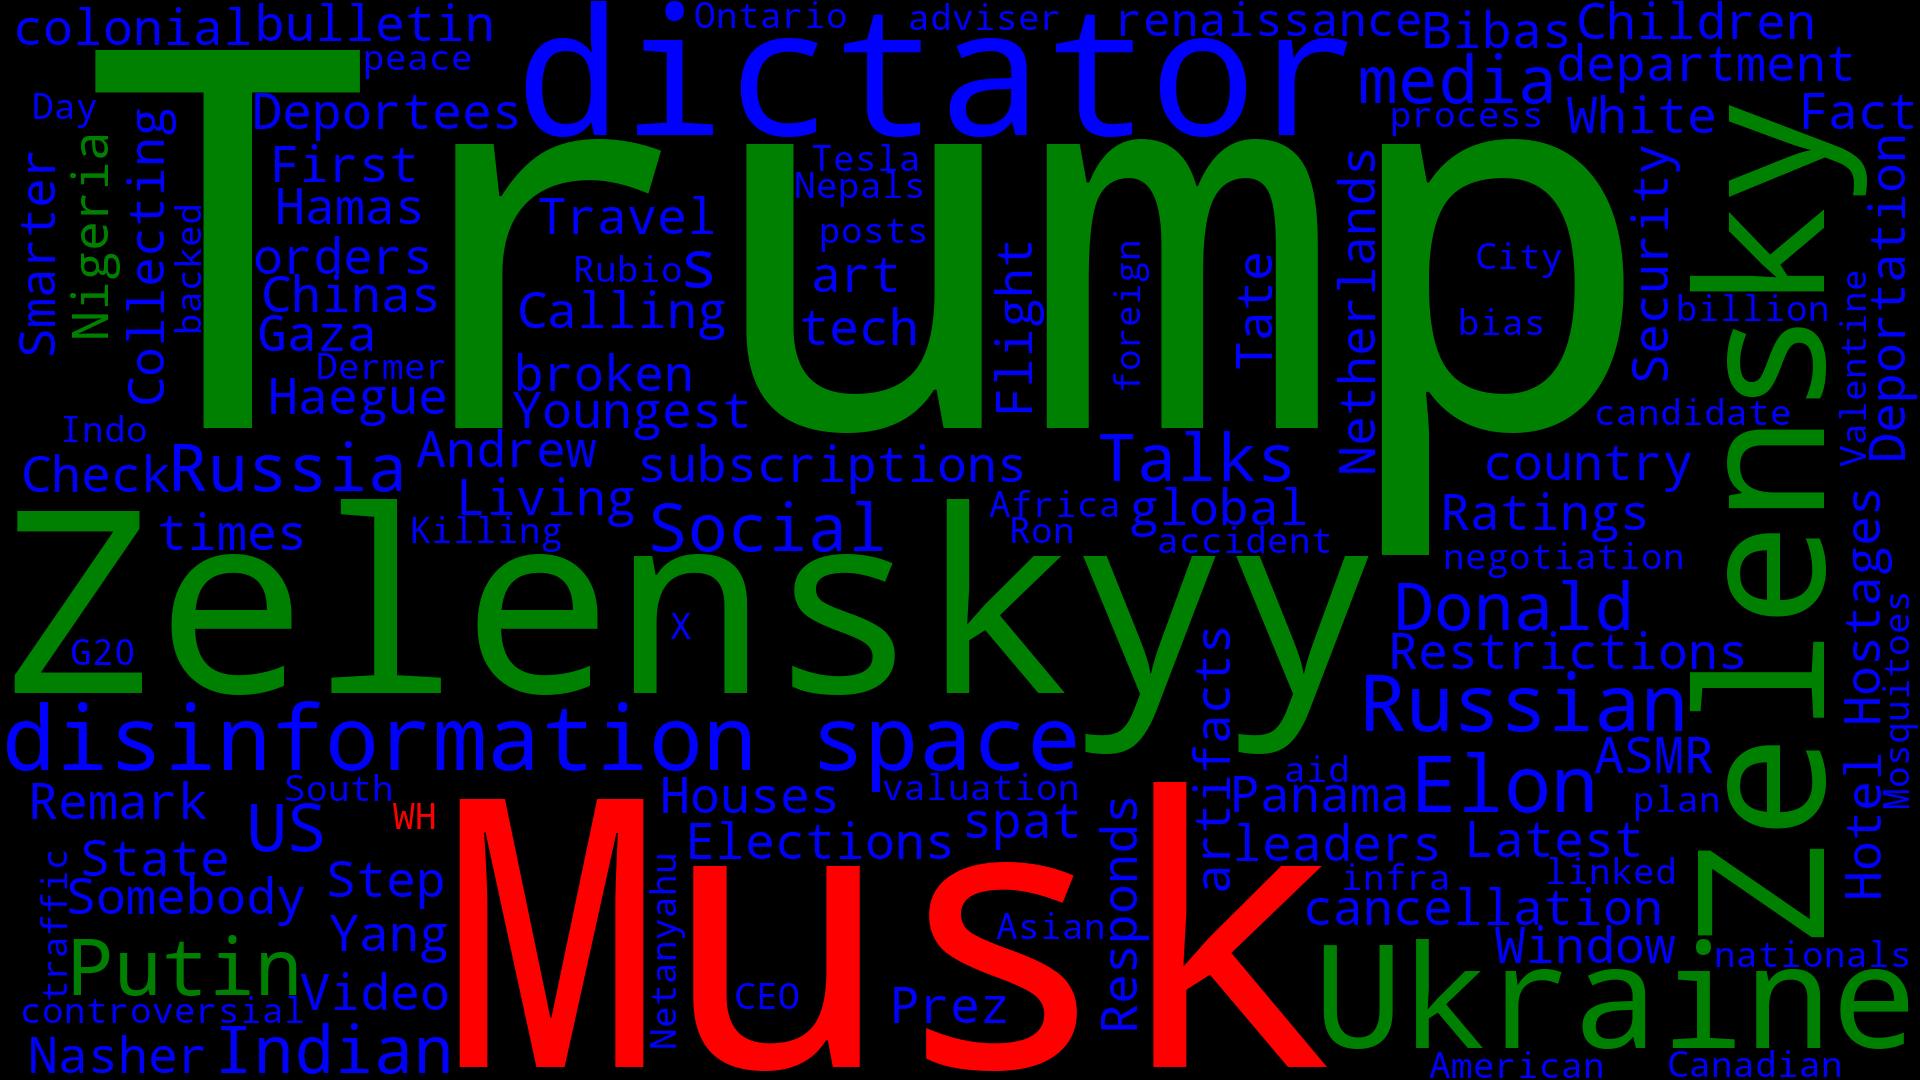 colonial bulletin dictator Ontario adviser renaissance Bibas Children
Trump peace media department
Day Deportees process White Fact
Smarter Nigeria Collecting backed
First Tesla Netherlands Security zelensky Deportation
Hamas Travel Nepals
orders Rubio s posts Flight foreign Tate City
Chinas Calling art billion Valentine
Gaza tech bias
Dermer broken
Haegue Youngest candidate
Indo Andrew
Check Russia subscriptions Talks country
Living Africa global Ratings
times Killing Social Ron accident negotiation Hostages
Zelenskyy Donald Mosquitoes
G20 X artifacts Restrictions
disinformation space Russian
ASMR
Remark South WH Houses valuation aid Panama Elon plan Hotel
US Musk Elections spat Responds leaders Latest
State Step infra linked
traffic Somebody Netanyahu cancellation
Yang Asian Window
Putin Ukraine nationals
controversial Video CEO Prez
Nasher Indian American Canadian